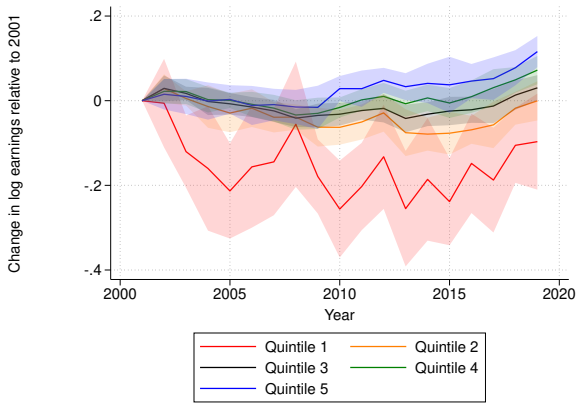 Change in log earnings relative to 2001
.2
0
-.2
-.4
2000 2005 2010 2015 2020
Year
Quintile 1 Quintile 2
Quintile 3 Quintile 4
Quintile 5